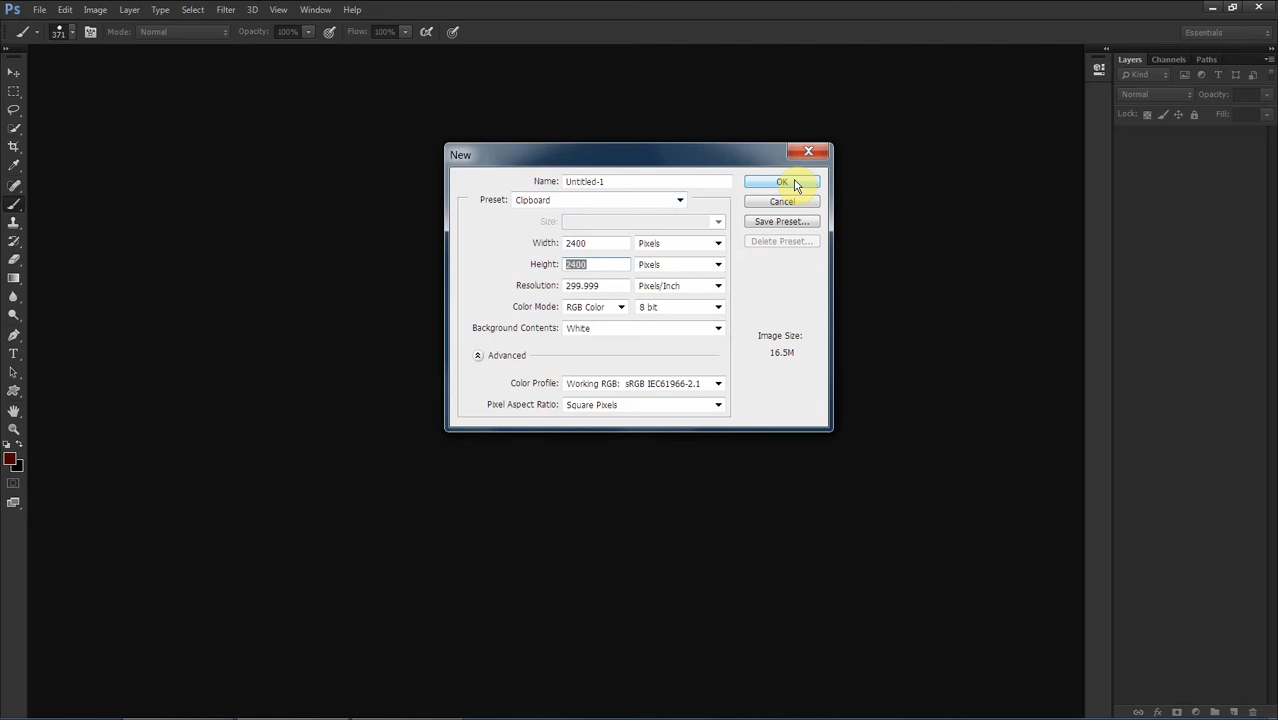 Ps File Edit Image Layer Type Select Filter 3D View Window Help
371 Mode: Normal Opacity: 100% Flow: 100% Essentials
Layers Channels Paths
Kind
Normal Opacity:
Lock: Fill:
New
Name: Untitled-1 OK
Preset: Clipboard Cancel
Size: Save Preset...
Width: 2400 Pixels Delete Preset...
Height: 2400 Pixels
Resolution: 299.999 Pixels/Inch
Color Mode: RGB Color 8 bit
Background Contents: White
Image Size:
16.5M
Advanced
Color Profile: Working RGB: sRGB IEC61966-2.1
Pixel Aspect Ratio: Square Pixels